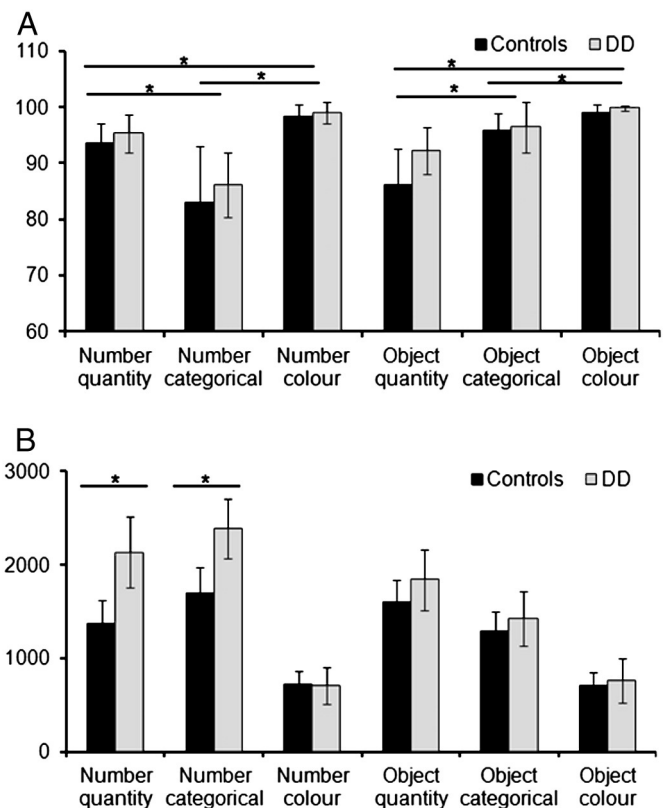 A
110
Controls DD
* *
* *
* *
100
90
80
70
60
Number Number Number Object Object Object
quantity categorical colour quantity categorical colour
B
3000
Controls DD
* *
2000
1000
0
Number Number Number Object Object Object
quantity categorical colour quantity categorical colour